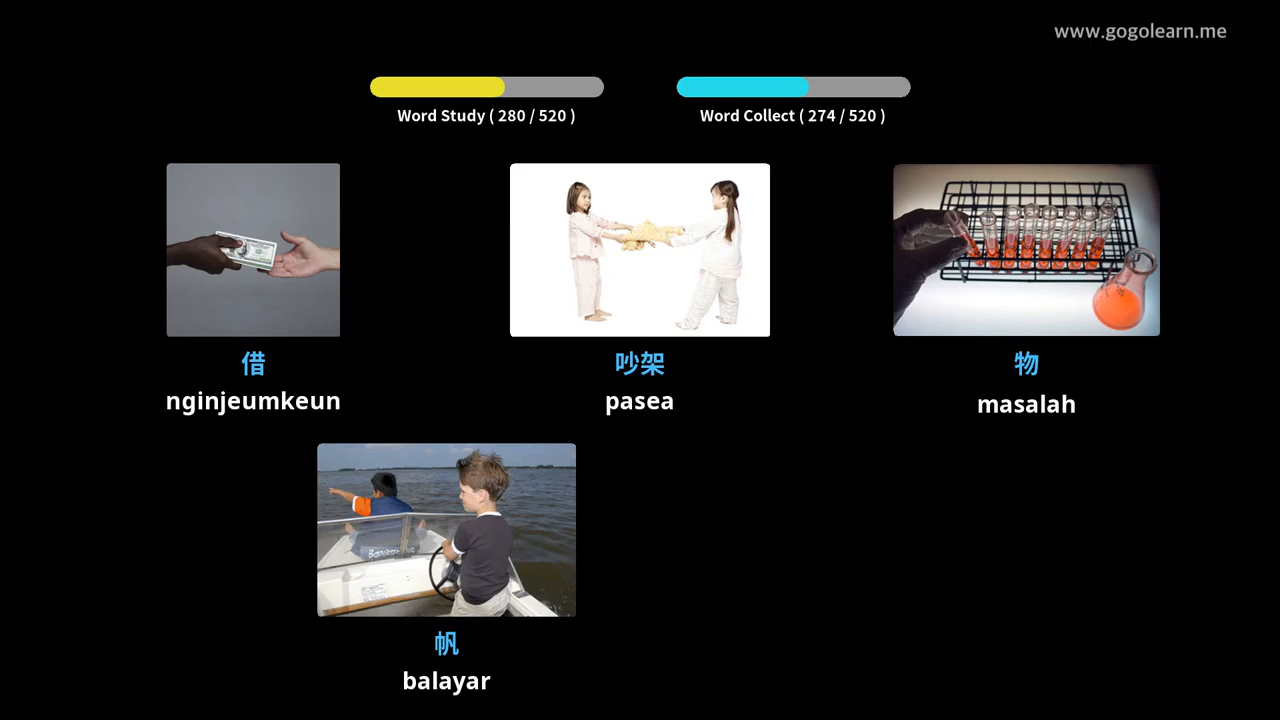 www.gogolearn.me
Word Study ( 280 / 520 )
Word Collect ( 274 / 520 )
借
nginjeumkeun
吵架
pasea
物
masalah
帆
balayar